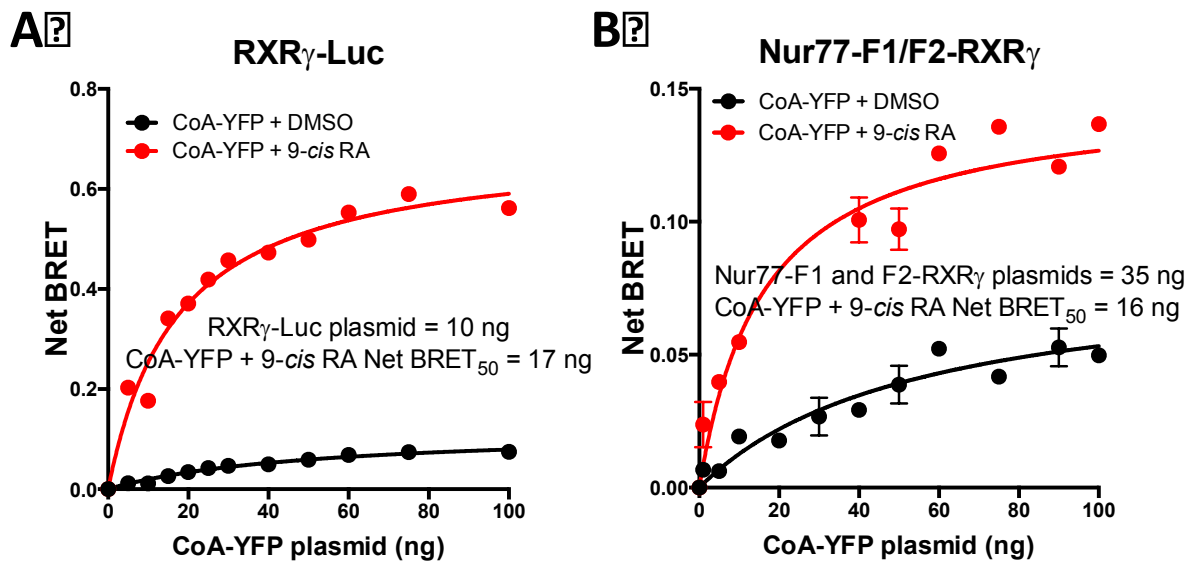 A⍰
RXRγ-Luc
0.8
0.6
0.4
0.2
0.0
Net BRET
CoA-YFP + DMSO
CoA-YFP + 9-cis RA
RXRγ-Luc plasmid = 10 ng
CoA-YFP + 9-cis RA Net BRET50 = 17 ng
0 20 40 60 80 100
CoA-YFP plasmid (ng)
B⍰
Nur77-F1/F2-RXRγ
0.15
0.10
0.05
0.00
Net BRET
CoA-YFP + DMSO
CoA-YFP + 9-cis RA
Nur77-F1 and F2-RXRγ plasmids = 35 ng
CoA-YFP + 9-cis RA Net BRET50 = 16 ng
0 20 40 60 80 100
CoA-YFP plasmid (ng)